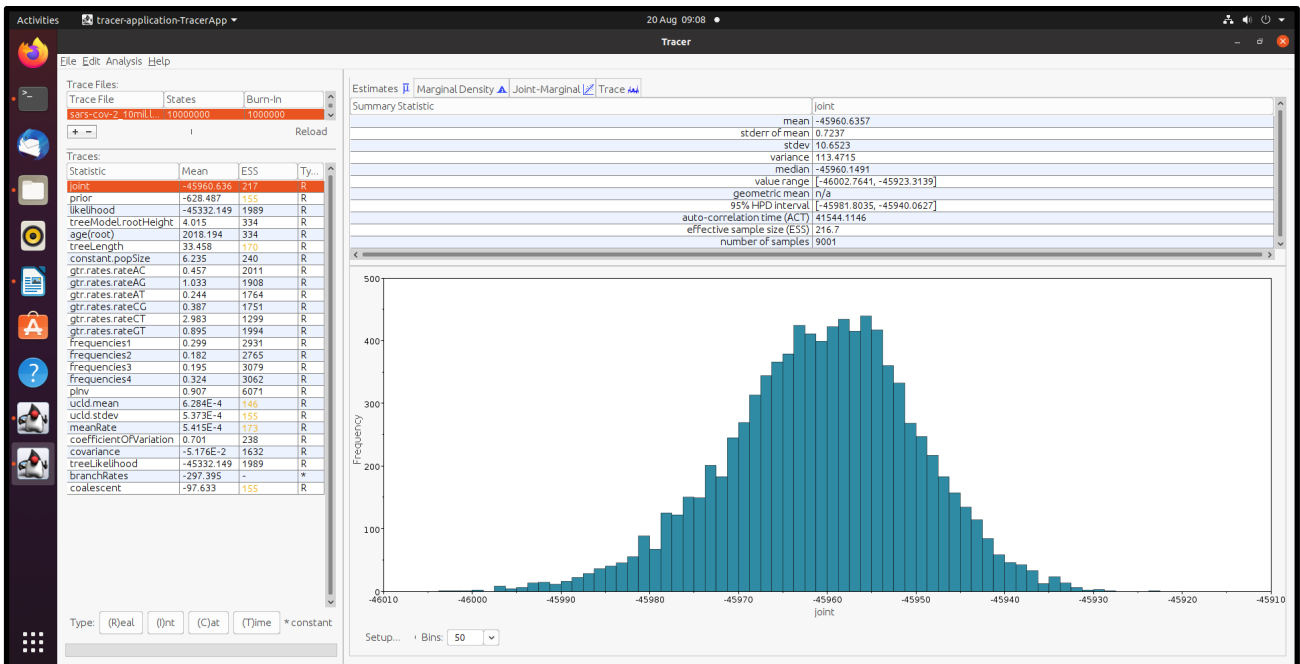 Activities tracer-application-TracerApp 20 Aug 09:08
Tracer
File Edit Analysis Help
Trace Files:
Trace File States Burn-In
sars-cov-2_10mil.l... 10000000 1000000
+ − Reload
Traces:
Statistic Mean ESS Ty...
joint -45960.636 217 R
prior -628.487 155 R
likelihood -45332.149 1989 R
treeModel.rootHeight 4.015 334 R
age(root) 2018.194 334 R
treeLength 33.458 170 R
constant.popSize 6.235 240 R
gtr.rates.rateAC 0.457 2011 R
gtr.rates.rateAG 1.033 1908 R
gtr.rates.rateAT 0.244 1764 R
gtr.rates.rateCG 0.387 1751 R
gtr.rates.rateCT 2.983 1299 R
gtr.rates.rateGT 0.895 1994 R
frequencies1 0.299 2931 R
frequencies2 0.182 2765 R
frequencies3 0.195 3079 R
frequencies4 0.324 3062 R
pInv 0.907 6071 R
ucld.mean 6.284E-4 146 R
ucld.stdev 5.373E-4 155 R
meanRate 5.415E-4 173 R
coefficientOfVariation 0.701 238 R
covariance -5.176E-2 1632 R
treeLikelihood -45332.149 1989 R
branchRates -297.395 - *
coalescent -97.633 155 R
Type: (R)eal (I)nt (C)at (T)ime * constant
Estimates Marginal Density Joint-Marginal Trace
Summary Statistic joint
mean -45960.6357
stderr of mean 0.7237
stdev 10.6523
variance 113.4715
median -45960.1491
value range [-46002.7641, -45923.3139]
geometric mean n/a
95% HPD interval [-45981.8035, -45940.0627]
auto-correlation time (ACT) 41544.1146
effective sample size (ESS) 216.7
number of samples 9001
500
400
300
200
100
0
Frequency
-46010 -46000 -45990 -45980 -45970 -45960 -45950 -45940 -45930 -45920 -45910
joint
Setup... Bins: 50